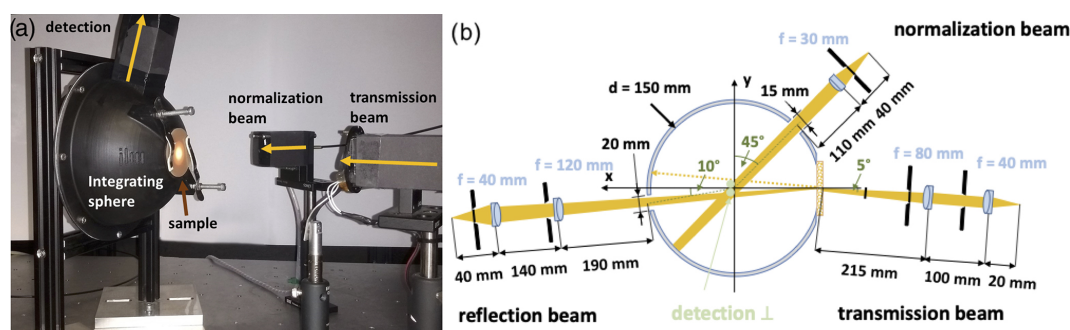 (a)
detection
normalization
beam
transmission
beam
ilm
Integrating
sphere
sample
(b)
f = 30 mm
normalization beam
y
d = 150 mm
15 mm
110 mm
40 mm
45°
20 mm
f = 120 mm
f = 40 mm
x
10°
5°
f = 80 mm
f = 40 mm
40 mm
140 mm
190 mm
215 mm
100 mm
20 mm
reflection beam
detection ⊥
transmission beam